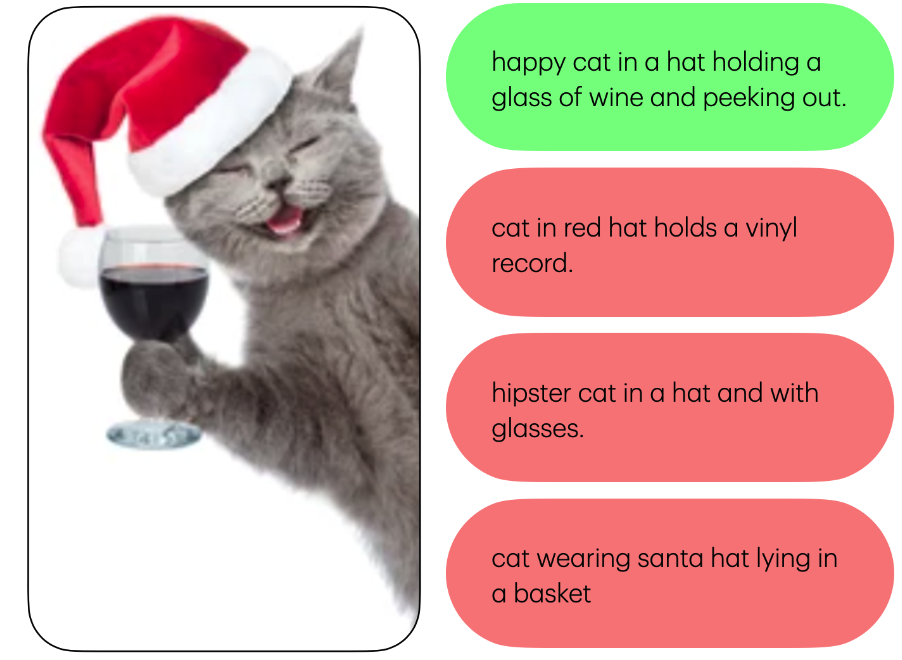 happy cat in a hat holding a
glass of wine and peeking out.
cat in red hat holds a vinyl
record.
hipster cat in a hat and with
glasses.
cat wearing santa hat lying in
a basket